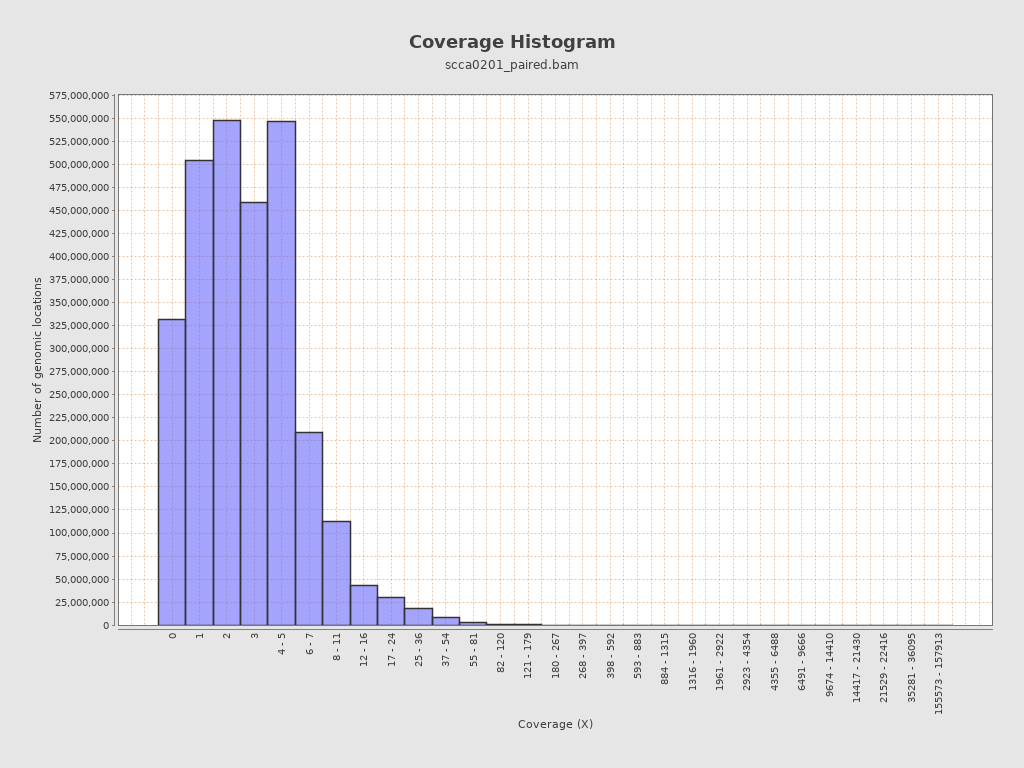 Coverage Histogram
scca0201_paired.bam
Number of genomic locations
575,000,000
550,000,000
525,000,000
500,000,000
475,000,000
450,000,000
425,000,000
400,000,000
375,000,000
350,000,000
325,000,000
300,000,000
275,000,000
250,000,000
225,000,000
200,000,000
175,000,000
150,000,000
125,000,000
100,000,000
75,000,000
50,000,000
25,000,000
0
0
1
2
3
4 - 5
6 - 7
8 - 11
12 - 16
17 - 24
25 - 36
37 - 54
55 - 81
82 - 120
121 - 179
180 - 267
268 - 397
398 - 592
593 - 883
884 - 1315
1316 - 1960
1961 - 2922
2923 - 4354
4355 - 6488
6491 - 9666
9674 - 14410
14417 - 21430
21529 - 22416
35281 - 36095
155573 - 157913
Coverage (X)